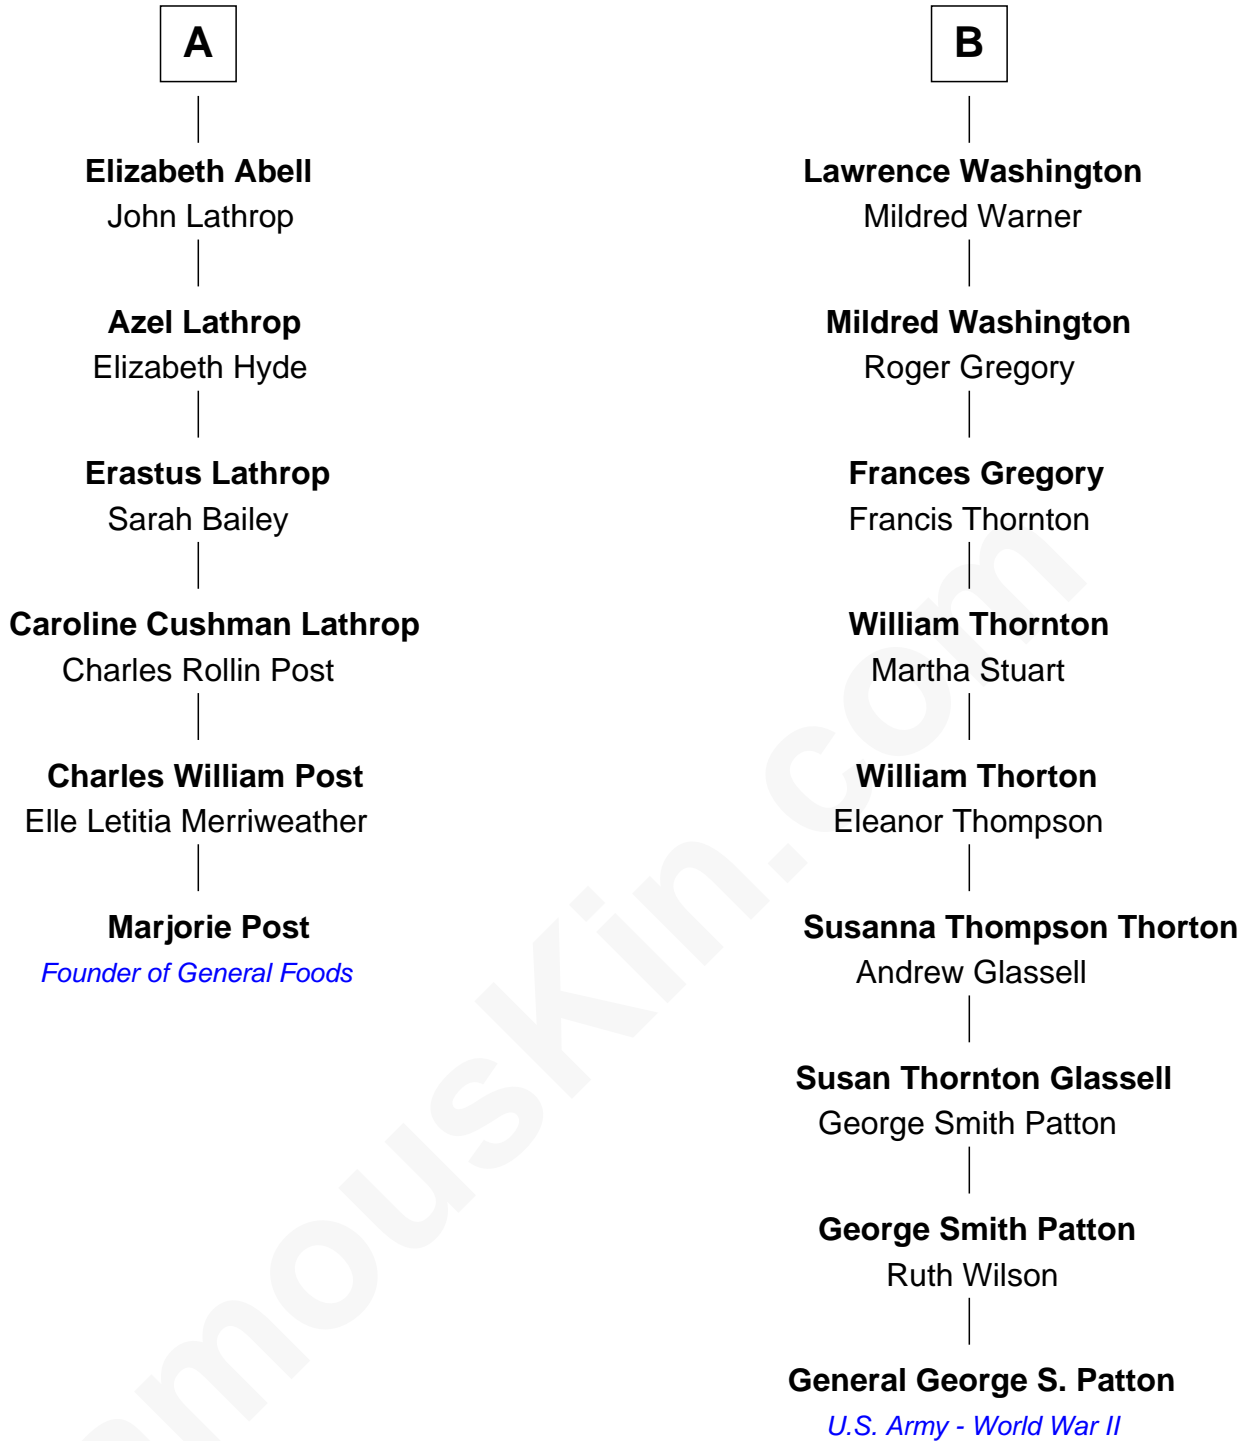 A
Elizabeth Abell
John Lathrop
Azel Lathrop
Elizabeth Hyde
Erastus Lathrop
Sarah Bailey
Caroline Cushman Lathrop
Charles Rollin Post
Charles William Post
Elle Letitia Merriweather
Marjorie Post
Founder of General Foods
B
Lawrence Washington
Mildred Warner
Mildred Washington
Roger Gregory
Frances Gregory
Francis Thornton
William Thornton
Martha Stuart
William Thorton
Eleanor Thompson
Susanna Thompson Thorton
Andrew Glassell
Susan Thornton Glassell
George Smith Patton
George Smith Patton
Ruth Wilson
General George S. Patton
U.S. Army - World War II
amousKin.com